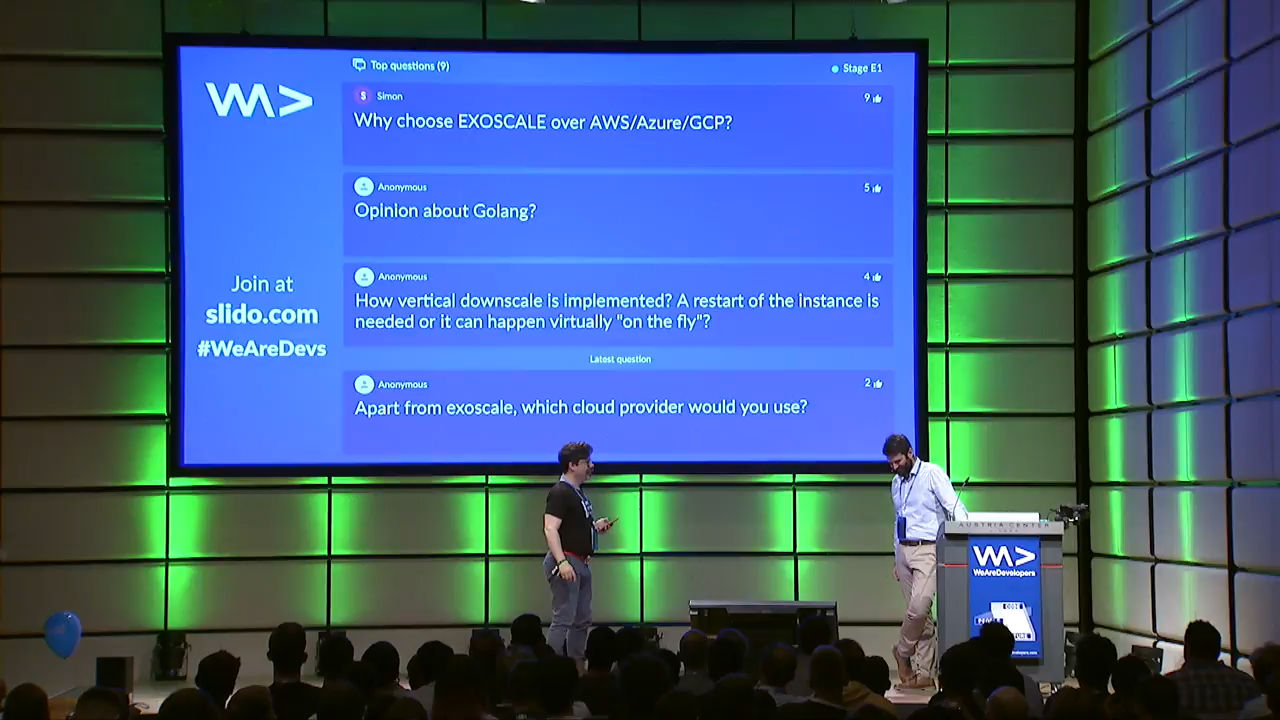 Top questions (9)
Stage E1
WA>
S
Simon
9
Why choose EXOSCALE over AWS/Azure/GCP?
Anonymous
5
Opinion about Golang?
Anonymous
4
How vertical downscale is implemented? A restart of the instance is
needed or it can happen virtually "on the fly"?
Latest question
Anonymous
2
Apart from exoscale, which cloud provider would you use?
Join at
slido.com
#WeAreDevs
AUSTRIA CENTER
WA>
WeAreDevelopers
CODE